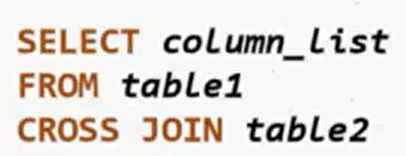 SELECT column_list
FROM table1
CROSS JOIN table2